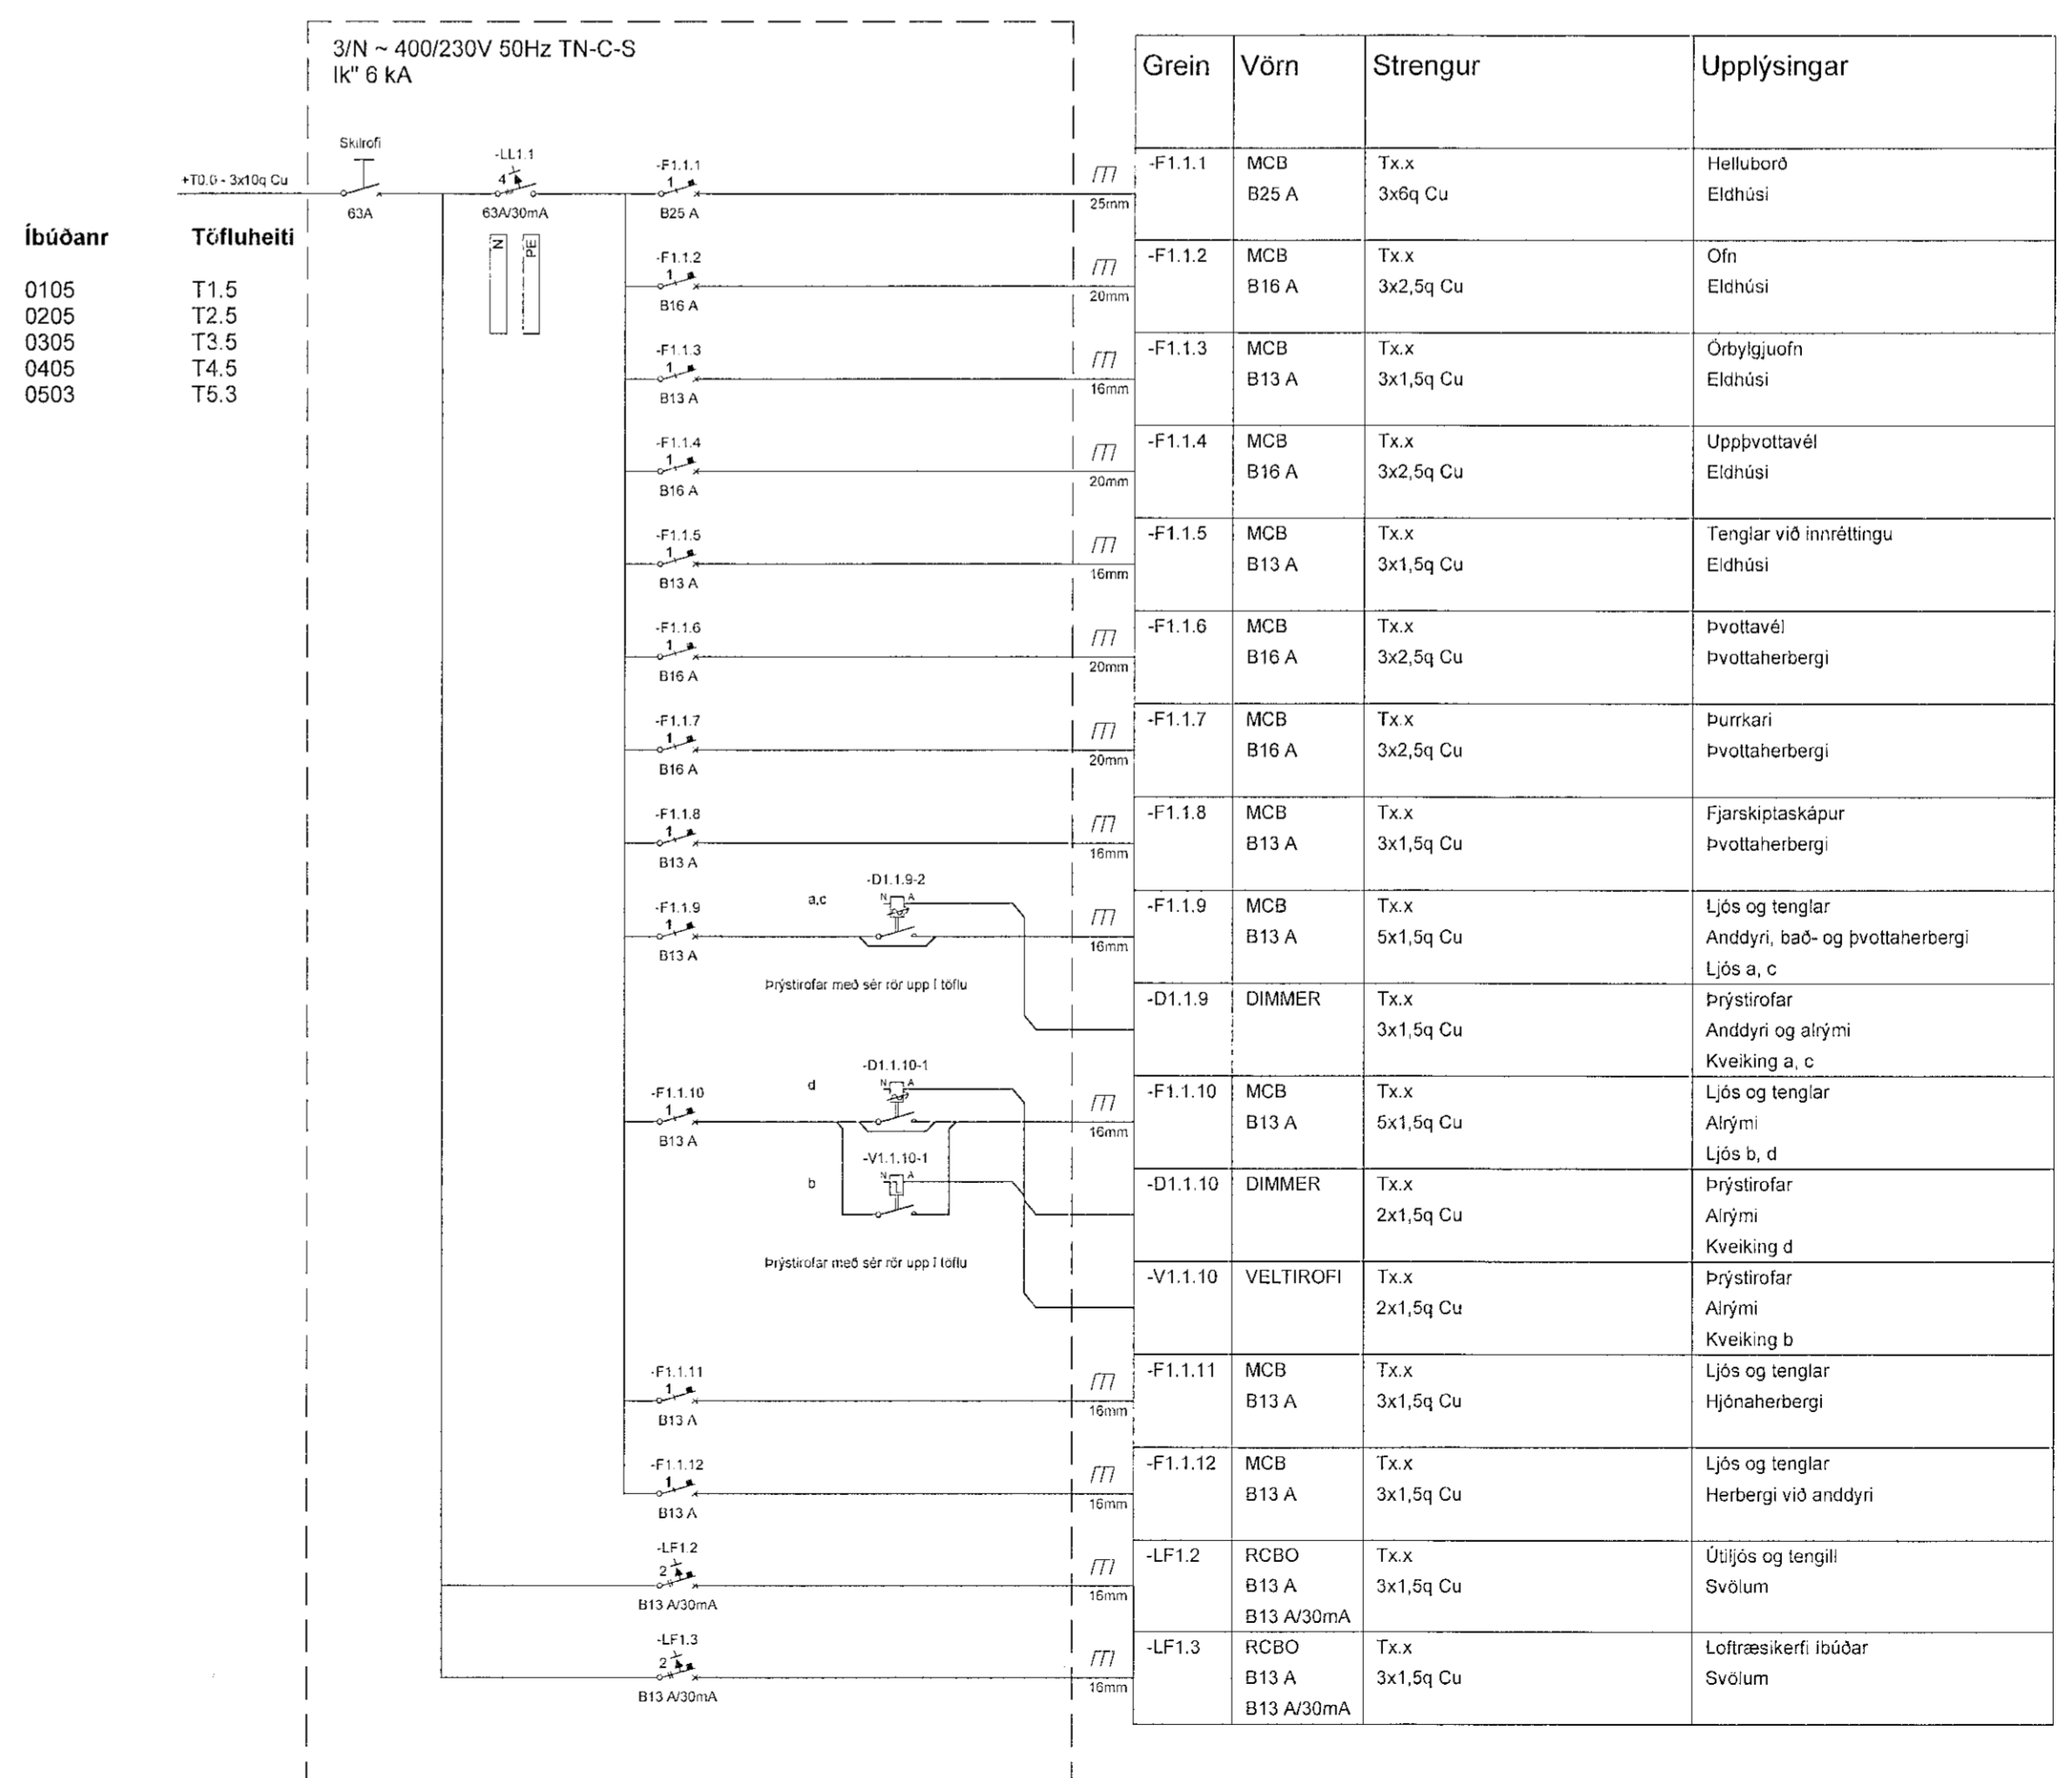 3/N ~ 400/230V 50Hz TN-C-S
Ik" 6 kA
Skilrofi
+T0.0 - 3x10q Cu
63A
-LL1.1
4
63A/30mA
N
PE
Íbúðanr Töfluheiti
0105 T1.5
0205 T2.5
0305 T3.5
0405 T4.5
0503 T5.3
-F1.1.1
1
B25 A
25mm
-F1.1.2
1
B16 A
20mm
-F1.1.3
1
B13 A
16mm
-F1.1.4
1
B16 A
20mm
-F1.1.5
1
B13 A
16mm
-F1.1.6
1
B16 A
20mm
-F1.1.7
1
B16 A
20mm
-F1.1.8
1
B13 A
16mm
-F1.1.9
1
B13 A
a,c
-D1.1.9-2
N A
16mm
Þrýstirofar með sér rör upp í töflu
-F1.1.10
1
B13 A
d
-D1.1.10-1
N A
16mm
b
-V1.1.10-1
N A
Þrýstirofar með sér rör upp í töflu
-F1.1.11
1
B13 A
16mm
-F1.1.12
1
B13 A
16mm
-LF1.2
2
B13 A/30mA
16mm
-LF1.3
2
B13 A/30mA
16mm
Grein Vörn Strengur Upplýsingar
-F1.1.1 MCB Tx.x Helluborð
B25 A 3x6q Cu Eldhúsi
-F1.1.2 MCB Tx.x Ofn
B16 A 3x2,5q Cu Eldhúsi
-F1.1.3 MCB Tx.x Örbylgjuofn
B13 A 3x1,5q Cu Eldhúsi
-F1.1.4 MCB Tx.x Uppþvottavél
B16 A 3x2,5q Cu Eldhúsi
-F1.1.5 MCB Tx.x Tenglar við innréttingu
B13 A 3x1,5q Cu Eldhúsi
-F1.1.6 MCB Tx.x Þvottavél
B16 A 3x2,5q Cu Þvottaherbergi
-F1.1.7 MCB Tx.x Þurrkari
B16 A 3x2,5q Cu Þvottaherbergi
-F1.1.8 MCB Tx.x Fjarskiptaskápur
B13 A 3x1,5q Cu Þvottaherbergi
-F1.1.9 MCB Tx.x Ljós og tenglar
B13 A 5x1,5q Cu Anddyri, bað- og þvottaherbergi
Ljós a, c
-D1.1.9 DIMMER Tx.x Þrýstirofar
3x1,5q Cu Anddyri og alrými
Kveiking a, c
-F1.1.10 MCB Tx.x Ljós og tenglar
B13 A 5x1,5q Cu Alrými
Ljós b, d
-D1.1.10 DIMMER Tx.x Þrýstirofar
2x1,5q Cu Alrými
Kveiking d
-V1.1.10 VELTIROFI Tx.x Þrýstirofar
2x1,5q Cu Alrými
Kveiking b
-F1.1.11 MCB Tx.x Ljós og tenglar
B13 A 3x1,5q Cu Hjónaherbergi
-F1.1.12 MCB Tx.x Ljós og tenglar
B13 A 3x1,5q Cu Herbergi við anddyri
-LF1.2 RCBO Tx.x Útiljós og tengill
B13 A 3x1,5q Cu Svölum
B13 A/30mA
-LF1.3 RCBO Tx.x Loftræsikerfi íbúðar
B13 A 3x1,5q Cu Svölum
B13 A/30mA